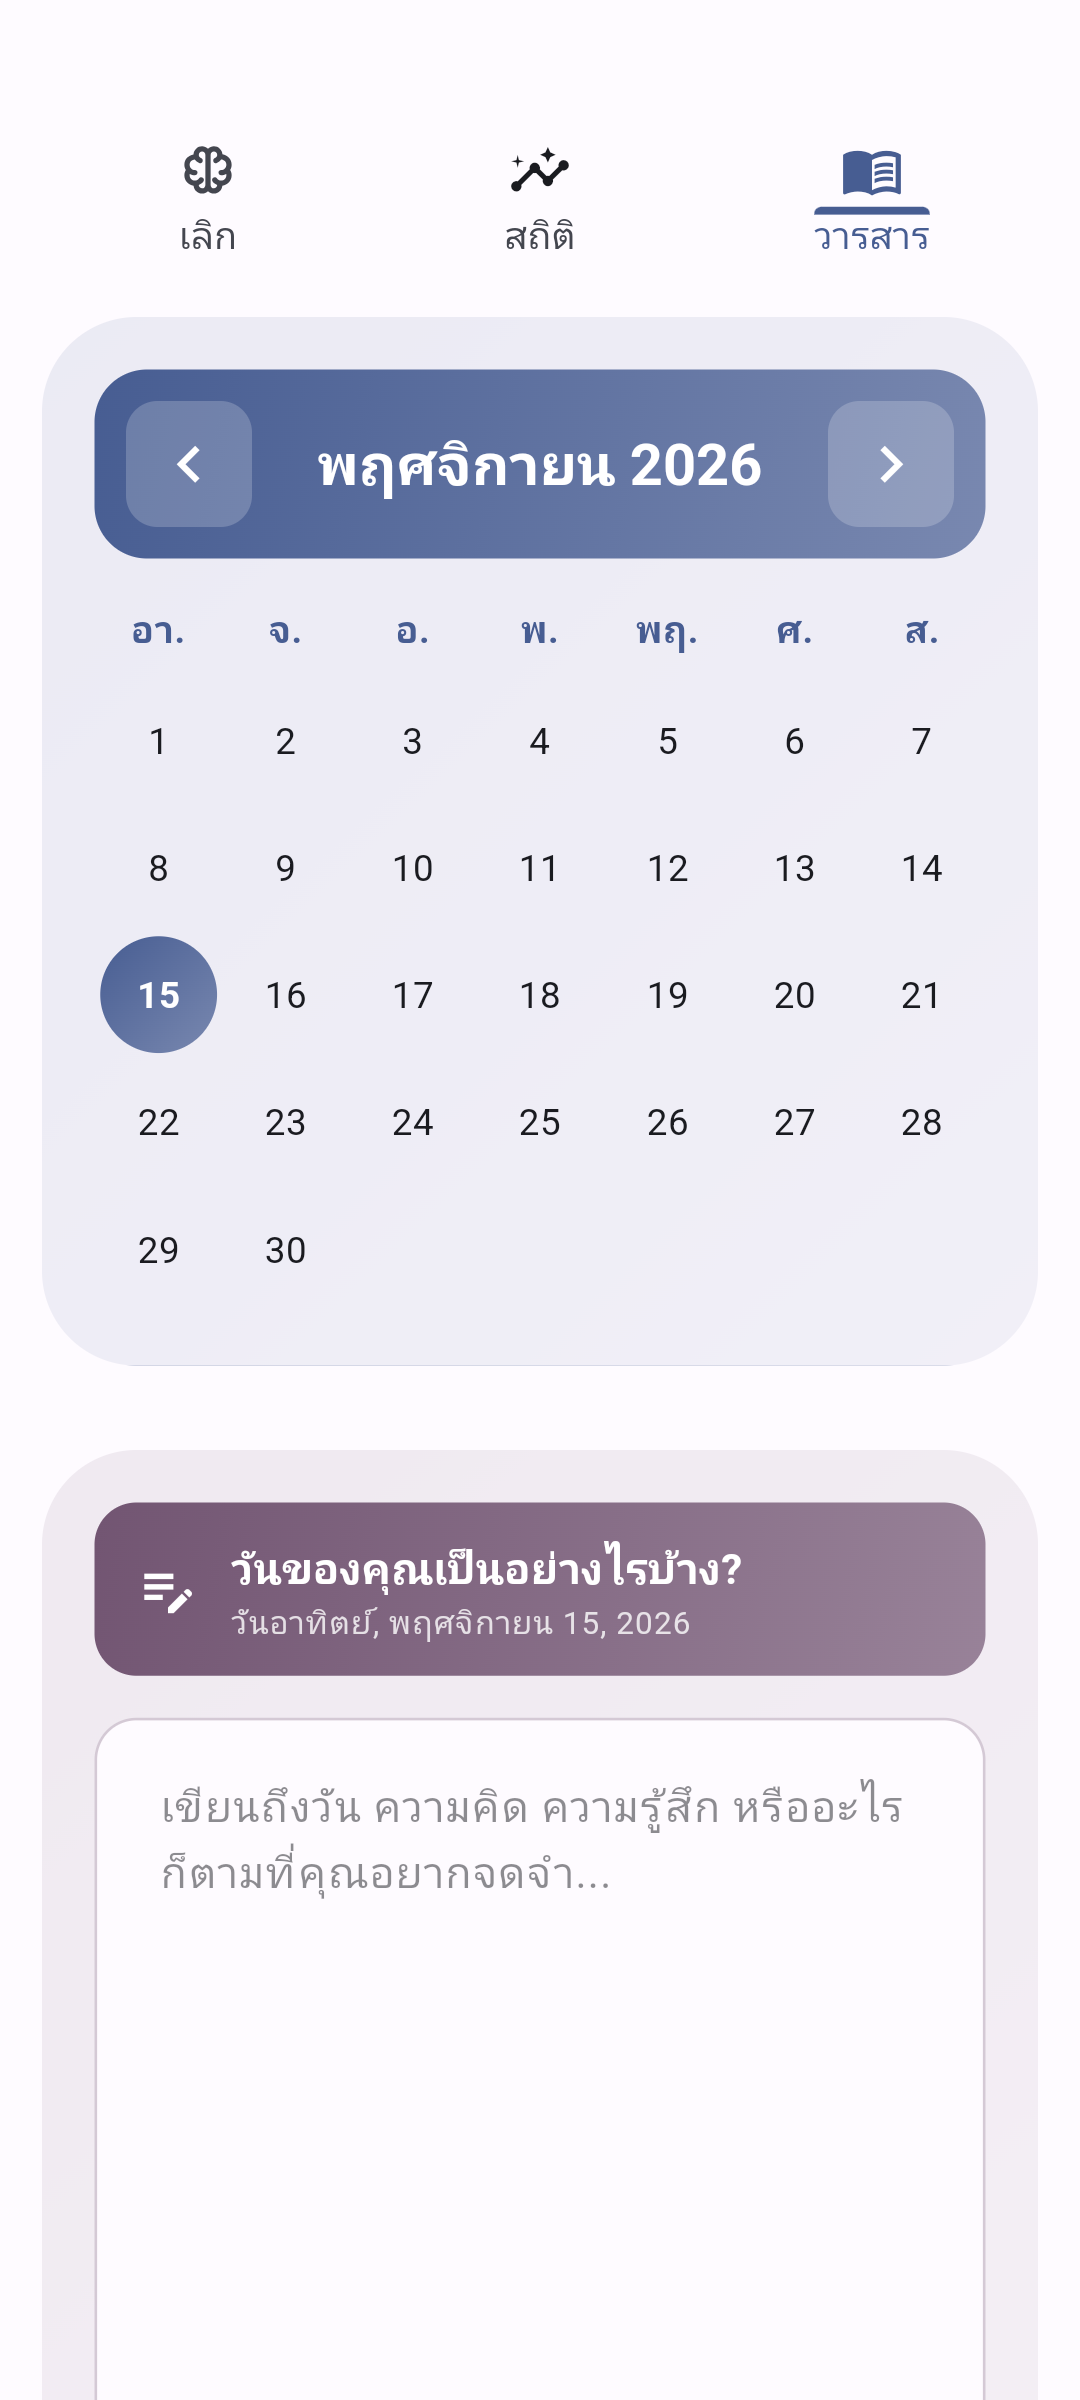 เลิก สถิติ วารสาร
พฤศจิกายน 2026
อา. จ. อ. พ. พฤ. ศ. ส.
1 2 3 4 5 6 7
8 9 10 11 12 13 14
15 16 17 18 19 20 21
22 23 24 25 26 27 28
29 30
วันของคุณเป็นอย่างไรบ้าง?
วันอาทิตย์, พฤศจิกายน 15, 2026
เขียนถึงวัน ความคิด ความรู้สึก หรืออะไร
ก็ตามที่คุณอยากจดจำ...